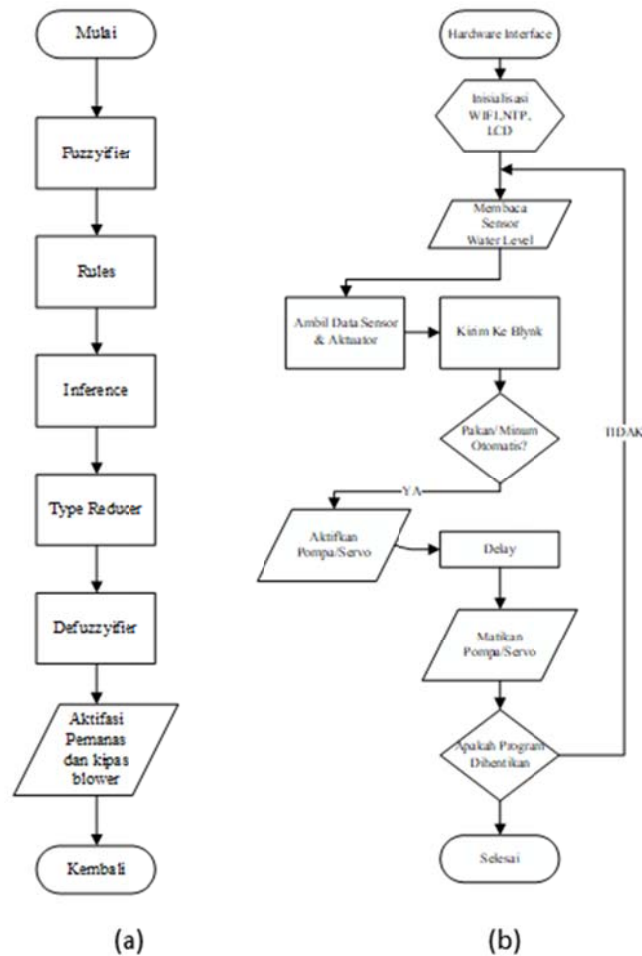 Mulai
Fuzzyifier
Rules
Inference
Type Reducer
Defuzzyifier
Aktifasi
Pemanas
dan kipas
blower
Kembali
(a)
Hardware Interface
Inisialisasi
WIFI,NTP,
LCD
Membaca
Sensor
Water Level
Ambil Data Sensor
& Aktuator
Kirim Ke Blynk
Pakan/Minum
Otomatis?
TIDAK
YA
Aktifkan
Pompa/Servo
Delay
Matikan
Pompa/Servo
Apakah Program
Dihentikan
Selesai
(b)